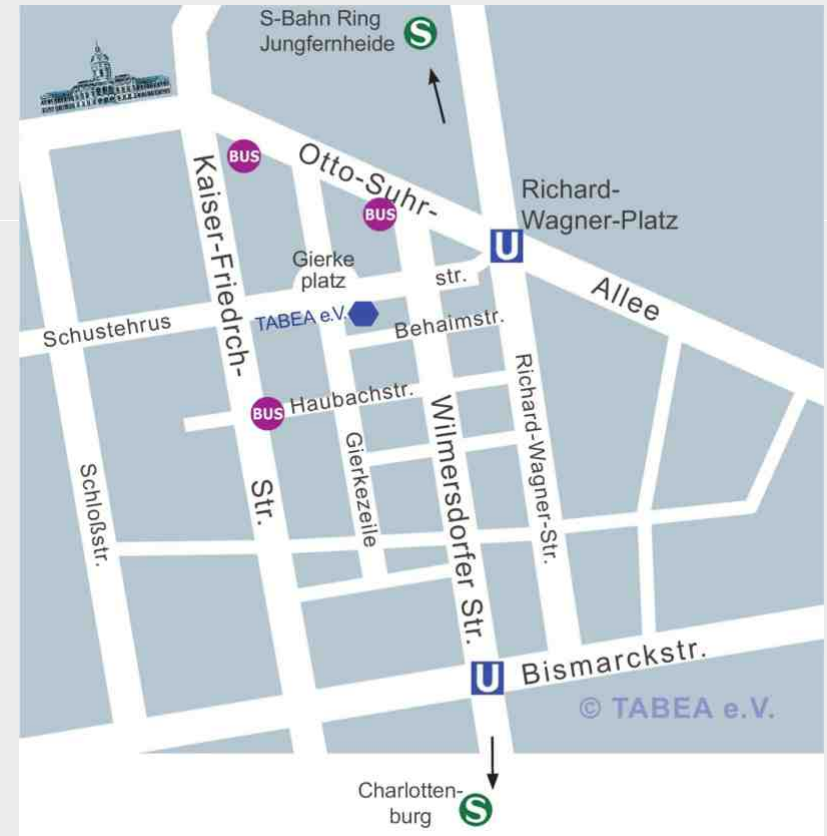 S-Bahn Ring
Jungfernheide
S
BUS
Otto-Suhr-
Allee
BUS
Richard-
Wagner-Platz
U
Kaiser-Friedrch-
Str.
Gierke
platz
Schustehrus
str.
TABEA e.V.
Behaimstr.
BUS
Haubachstr.
Schloßstr.
Gierkezeile
Wilmersdorfer Str.
Richard-Wagner-Str.
U
Bismarckstr.
© TABEA e.V.
Charlotten-
burg
S